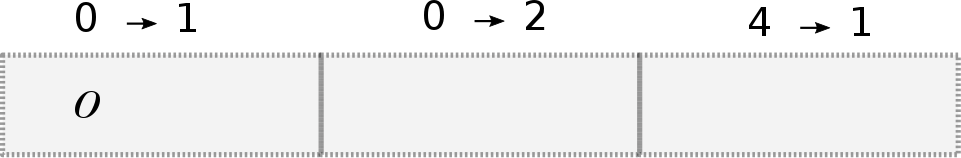 0 → 1 0 → 2 4 → 1
o